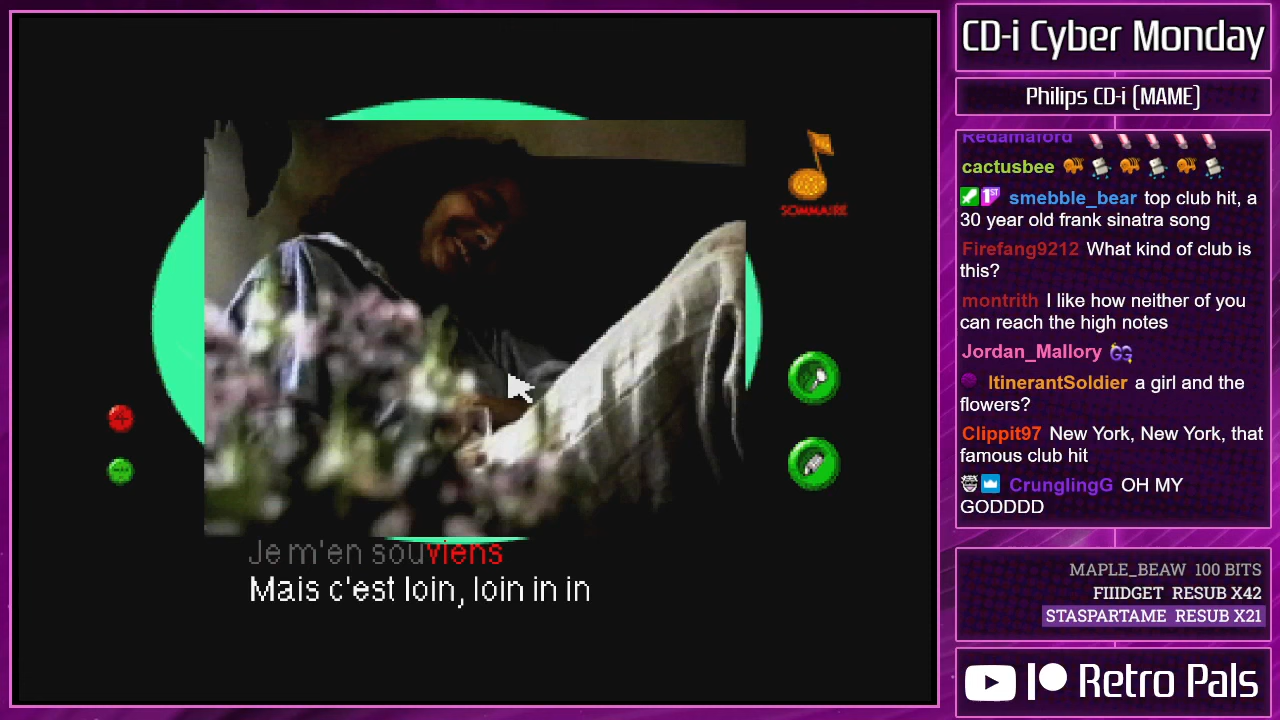 CD-i Cyber Monday
Philips CD-i (MAME)
Redamaford
cactusbee
smebble_bear top club hit, a
30 year old frank sinatra song
Firefang9212 What kind of club is
this?
montrith I like how neither of you
can reach the high notes
Jordan_Mallory
ItinerantSoldier a girl and the
flowers?
Clippit97 New York, New York, that
famous club hit
CrunglingG OH MY
GODDDD
SOMMAIRE
Je m'en souviens
Mais c'est loin, loin in in
MAPLE_BEAW 100 BITS
FIIIDGET RESUB X42
STASPARTAME RESUB X21
Retro Pals